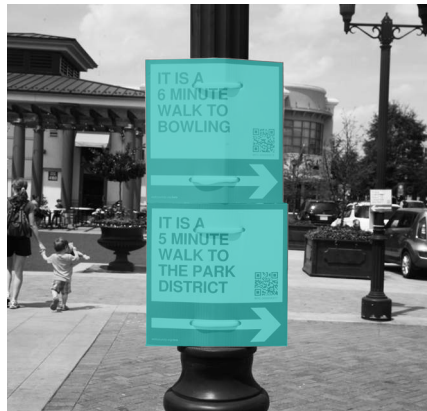 IT IS A
6 MINUTE
WALK TO
BOWLING
IT IS A
5 MINUTE
WALK TO
THE PARK
DISTRICT